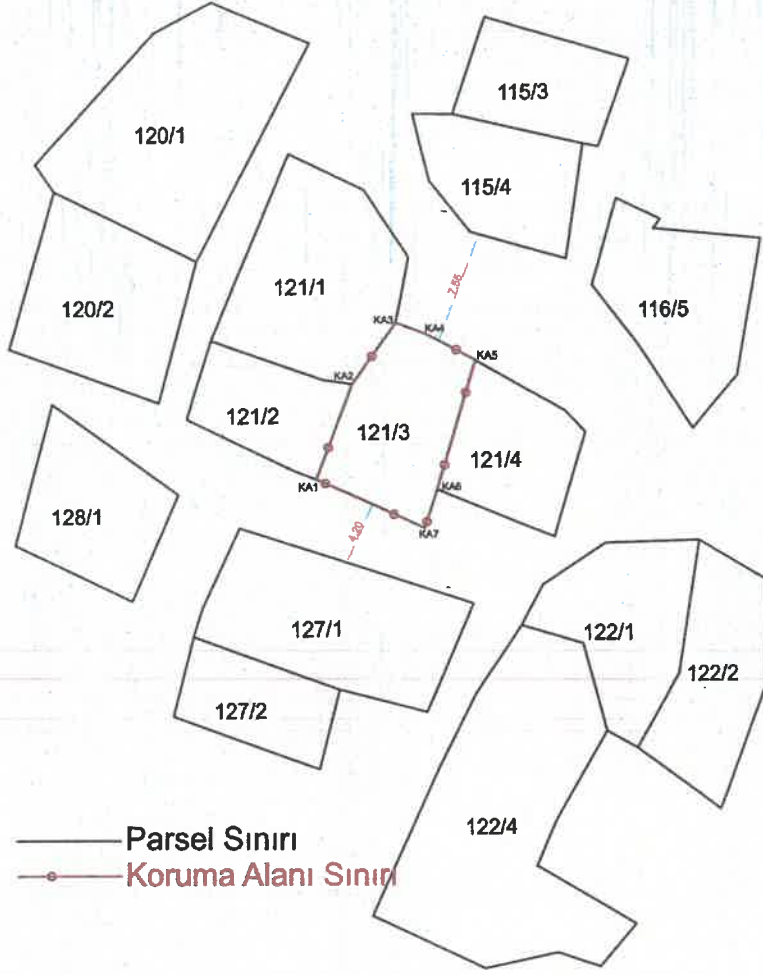 115/3
120/1
115/4
121/1
7.55
116/5
120/2
KA3
KA4
KA5
KA2
121/2
121/3
121/4
KA1
KA6
128/1
KA7
4.20
127/1
122/1
122/2
127/2
122/4
Parsel Sınırı
Koruma Alanı Sınırı